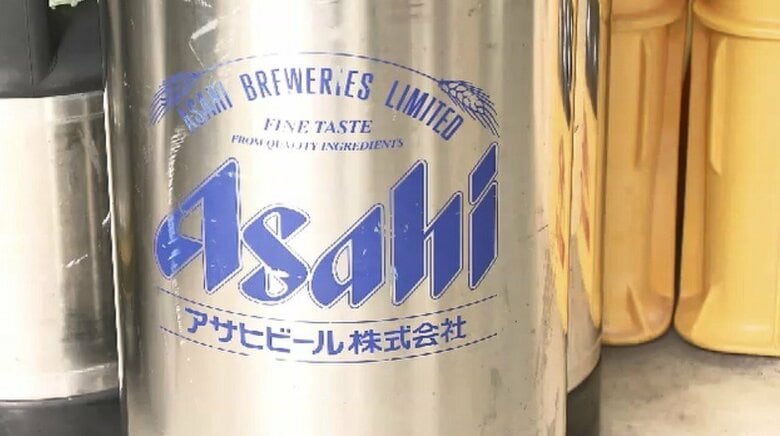 ASAHI BREWERIES LIMITED
FINE TASTE
FROM QUALITY INGREDIENTS
Asahi
アサヒビール株式会社